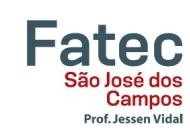 Fatec
São José dos
Campos
Prof. Jessen Vidal